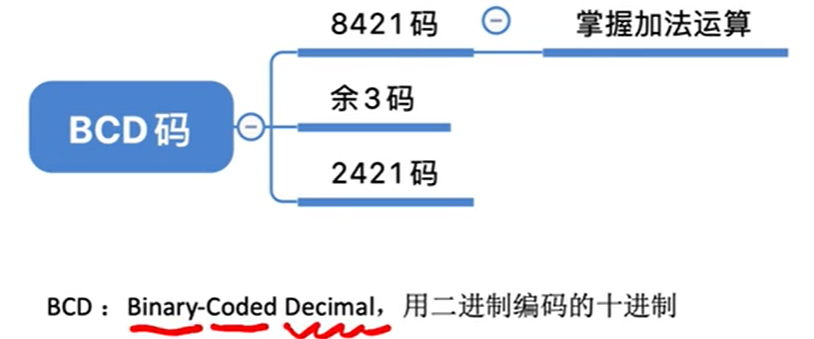 8421码
掌握加法运算
BCD码
余3码
2421码
BCD：Binary-Coded Decimal，用二进制编码的十进制